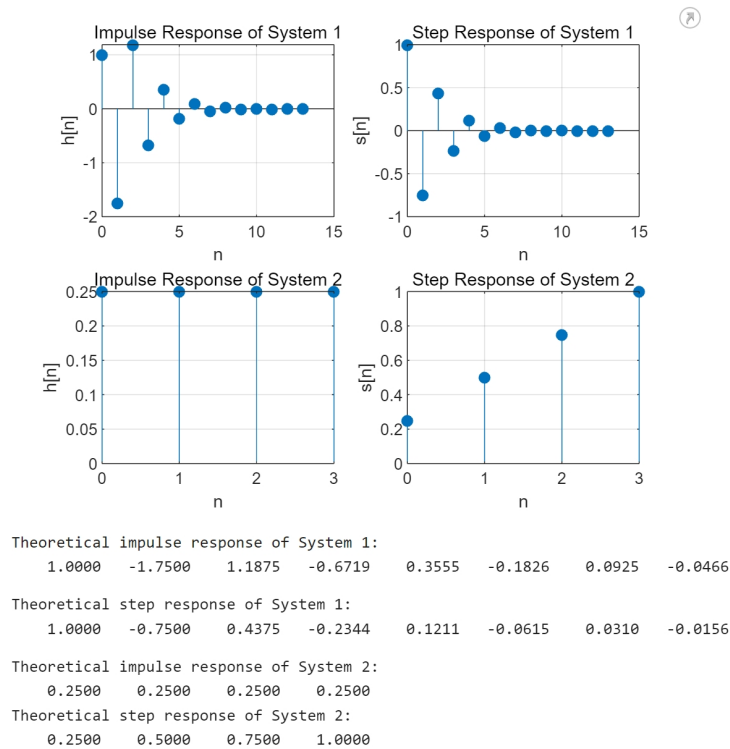 Impulse Response of System 1
1
0
-1
-2
h[n]
0 5 10 15
n
Step Response of System 1
1
0.5
0
-0.5
-1
s[n]
0 5 10 15
n
Impulse Response of System 2
0.25
0.2
0.15
0.1
0.05
0
h[n]
0 1 2 3
n
Step Response of System 2
1
0.8
0.6
0.4
0.2
0
s[n]
0 1 2 3
n
Theoretical impulse response of System 1:
1.0000 -1.7500 1.1875 -0.6719 0.3555 -0.1826 0.0925 -0.0466
Theoretical step response of System 1:
1.0000 -0.7500 0.4375 -0.2344 0.1211 -0.0615 0.0310 -0.0156
Theoretical impulse response of System 2:
0.2500 0.2500 0.2500 0.2500
Theoretical step response of System 2:
0.2500 0.5000 0.7500 1.0000